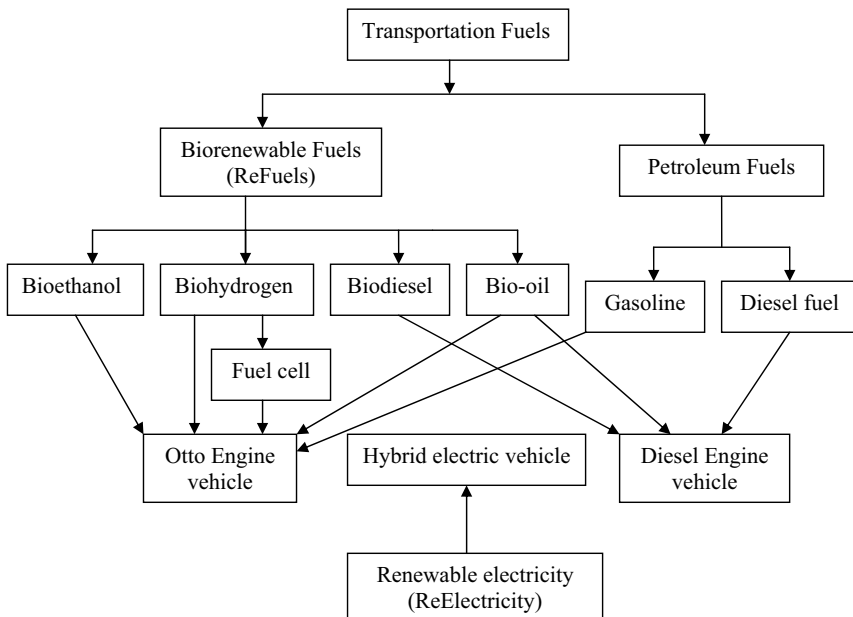 Transportation Fuels
Biorenewable Fuels
(ReFuels)
Petroleum Fuels
Bioethanol
Biohydrogen
Biodiesel
Bio-oil
Gasoline
Diesel fuel
Fuel cell
Otto Engine
vehicle
Hybrid electric vehicle
Diesel Engine
vehicle
Renewable electricity
(ReElectricity)